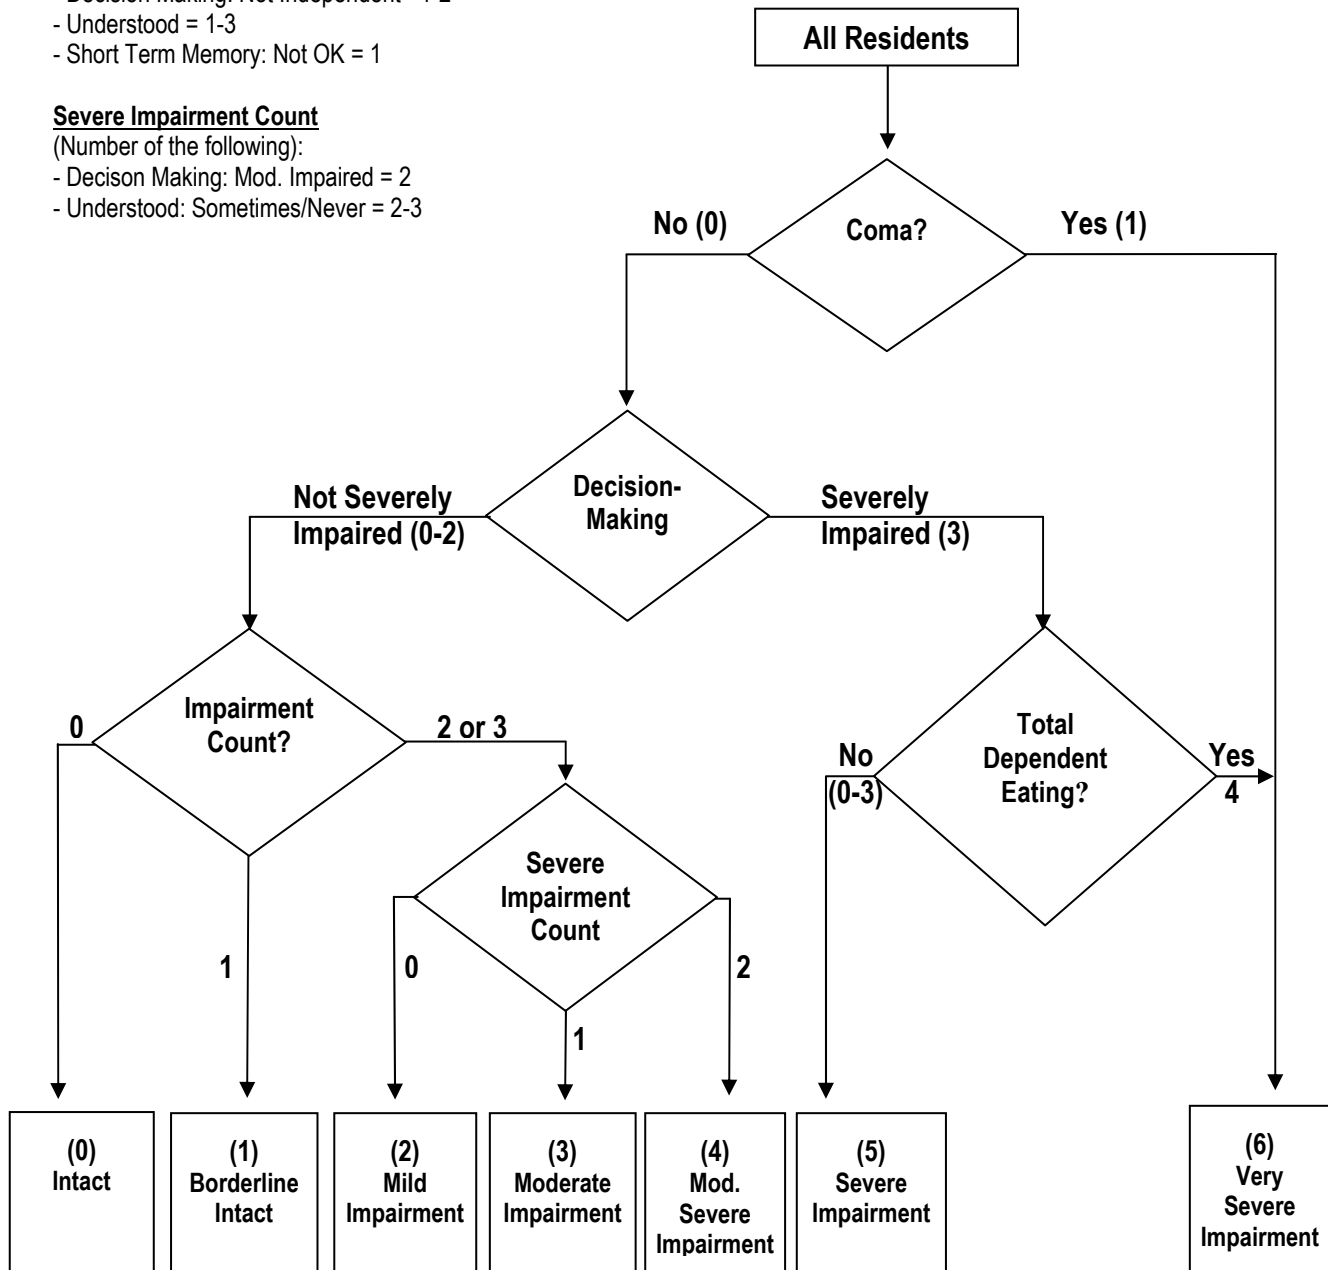 - Understood = 1-3
- Short Term Memory: Not OK = 1
Severe Impairment Count
(Number of the following):
- Decison Making: Mod. Impaired = 2
- Understood: Sometimes/Never = 2-3
All Residents
Coma?
No (0)
Yes (1)
Decision-
Making
Not Severely
Impaired (0-2)
Severely
Impaired (3)
Impairment
Count?
0
2 or 3
1
Total
Dependent
Eating?
No
(0-3)
Yes
4
Severe
Impairment
Count
0
1
2
(0)
Intact
(1)
Borderline
Intact
(2)
Mild
Impairment
(3)
Moderate
Impairment
(4)
Mod.
Severe
Impairment
(5)
Severe
Impairment
(6)
Very
Severe
Impairment